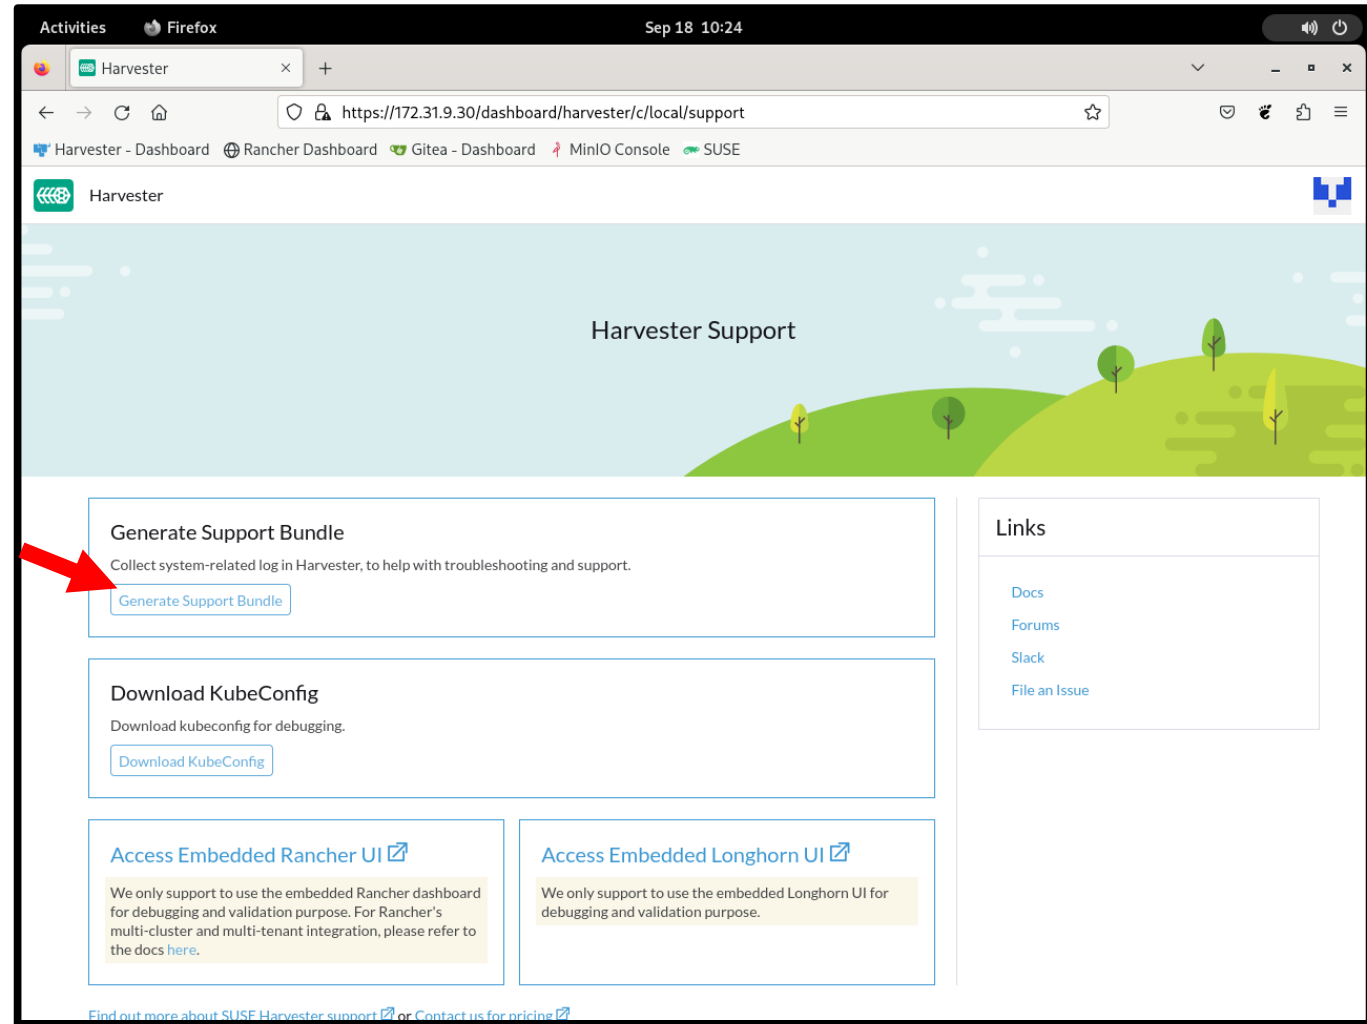 Activities Firefox Sep 18 10:24
Harvester
https://172.31.9.30/dashboard/harvester/c/local/support
Harvester - Dashboard Rancher Dashboard Gitea - Dashboard MinIO Console SUSE
Harvester
Harvester Support
Generate Support Bundle
Collect system-related log in Harvester, to help with troubleshooting and support.
Generate Support Bundle
Download KubeConfig
Download kubeconfig for debugging.
Download KubeConfig
Access Embedded Rancher UI
We only support to use the embedded Rancher dashboard
for debugging and validation purpose. For Rancher's
multi-cluster and multi-tenant integration, please refer to
the docs here.
Access Embedded Longhorn UI
We only support to use the embedded Longhorn UI for
debugging and validation purpose.
Find out more about SUSE Harvester support or Contact us for pricing
Links
Docs
Forums
Slack
File an Issue